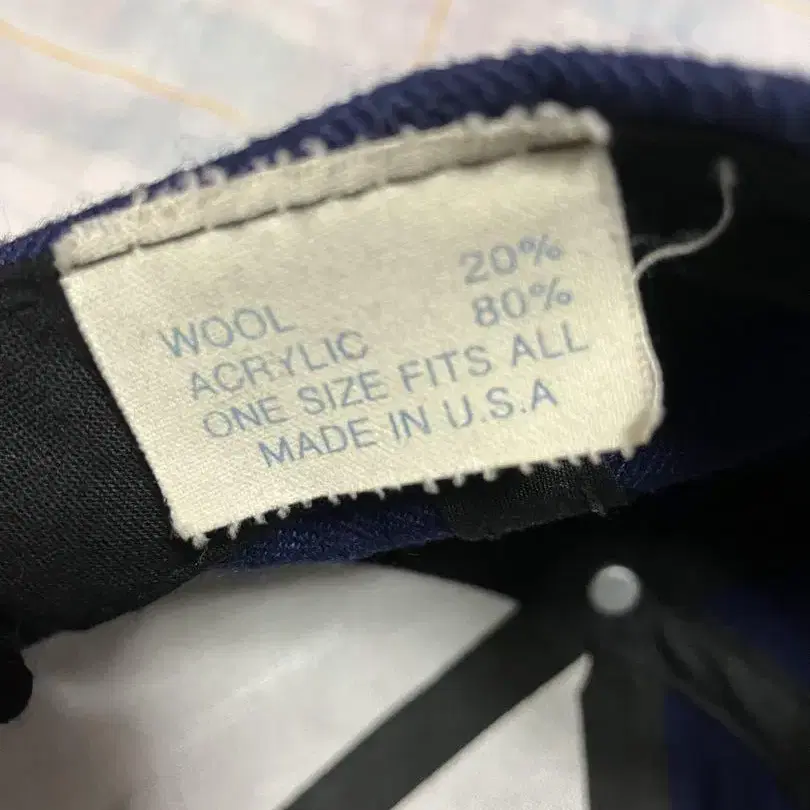 WOOL 20%
ACRYLIC 80%
ONE SIZE FITS ALL
MADE IN U.S.A